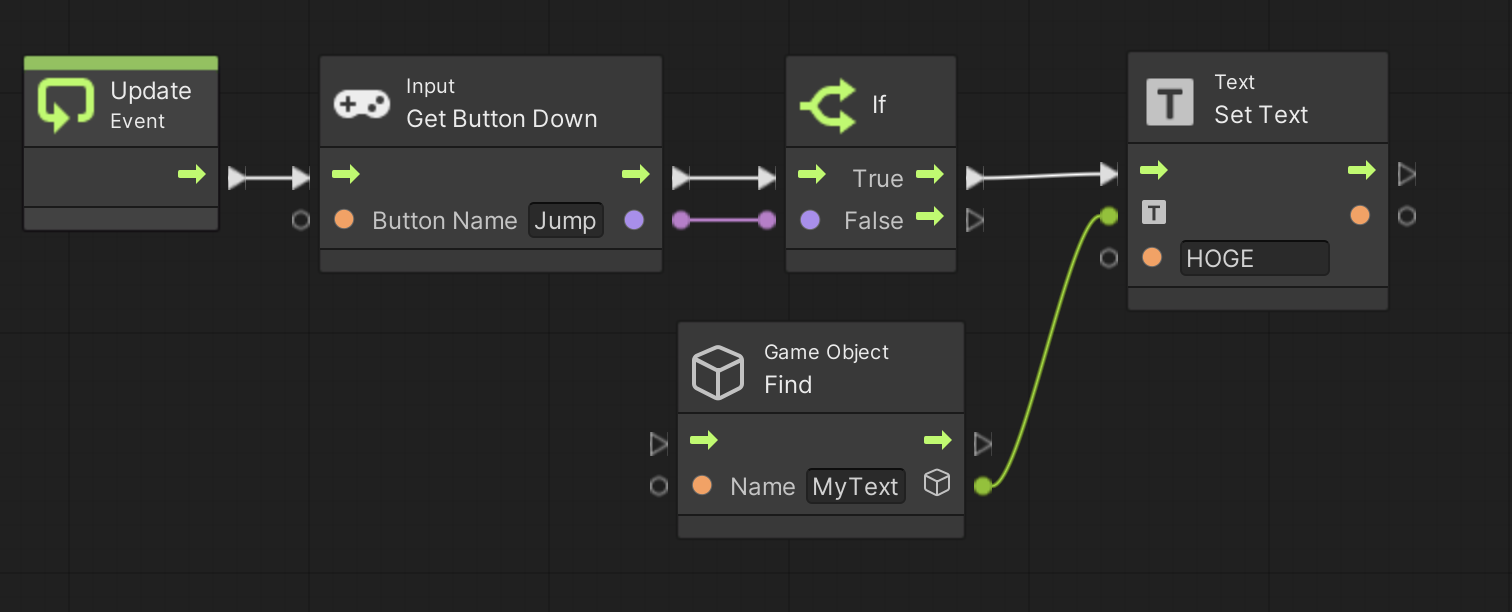 Update
Event
Input
Get Button Down
Button Name Jump
If
True
False
Text
Set Text
T
T
HOGE
Game Object
Find
Name MyText